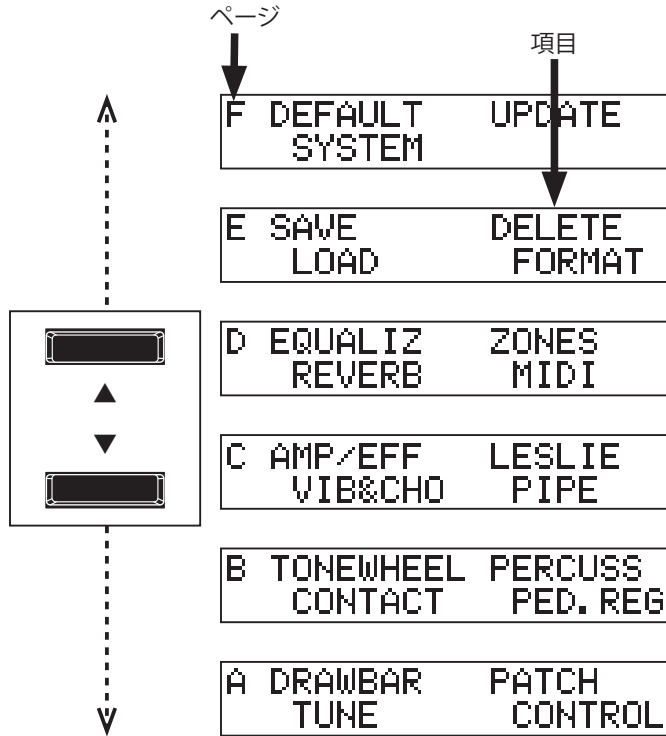 ページ
項目
F DEFAULT UPDATE
SYSTEM
E SAVE DELETE
LOAD FORMAT
D EQUALIZ ZONES
REVERB MIDI
C AMP/EFF LESLIE
VIB&CHO PIPE
B TONEWHEEL PERCUSS
CONTACT PED.REG
A DRAWBAR PATCH
TUNE CONTROL